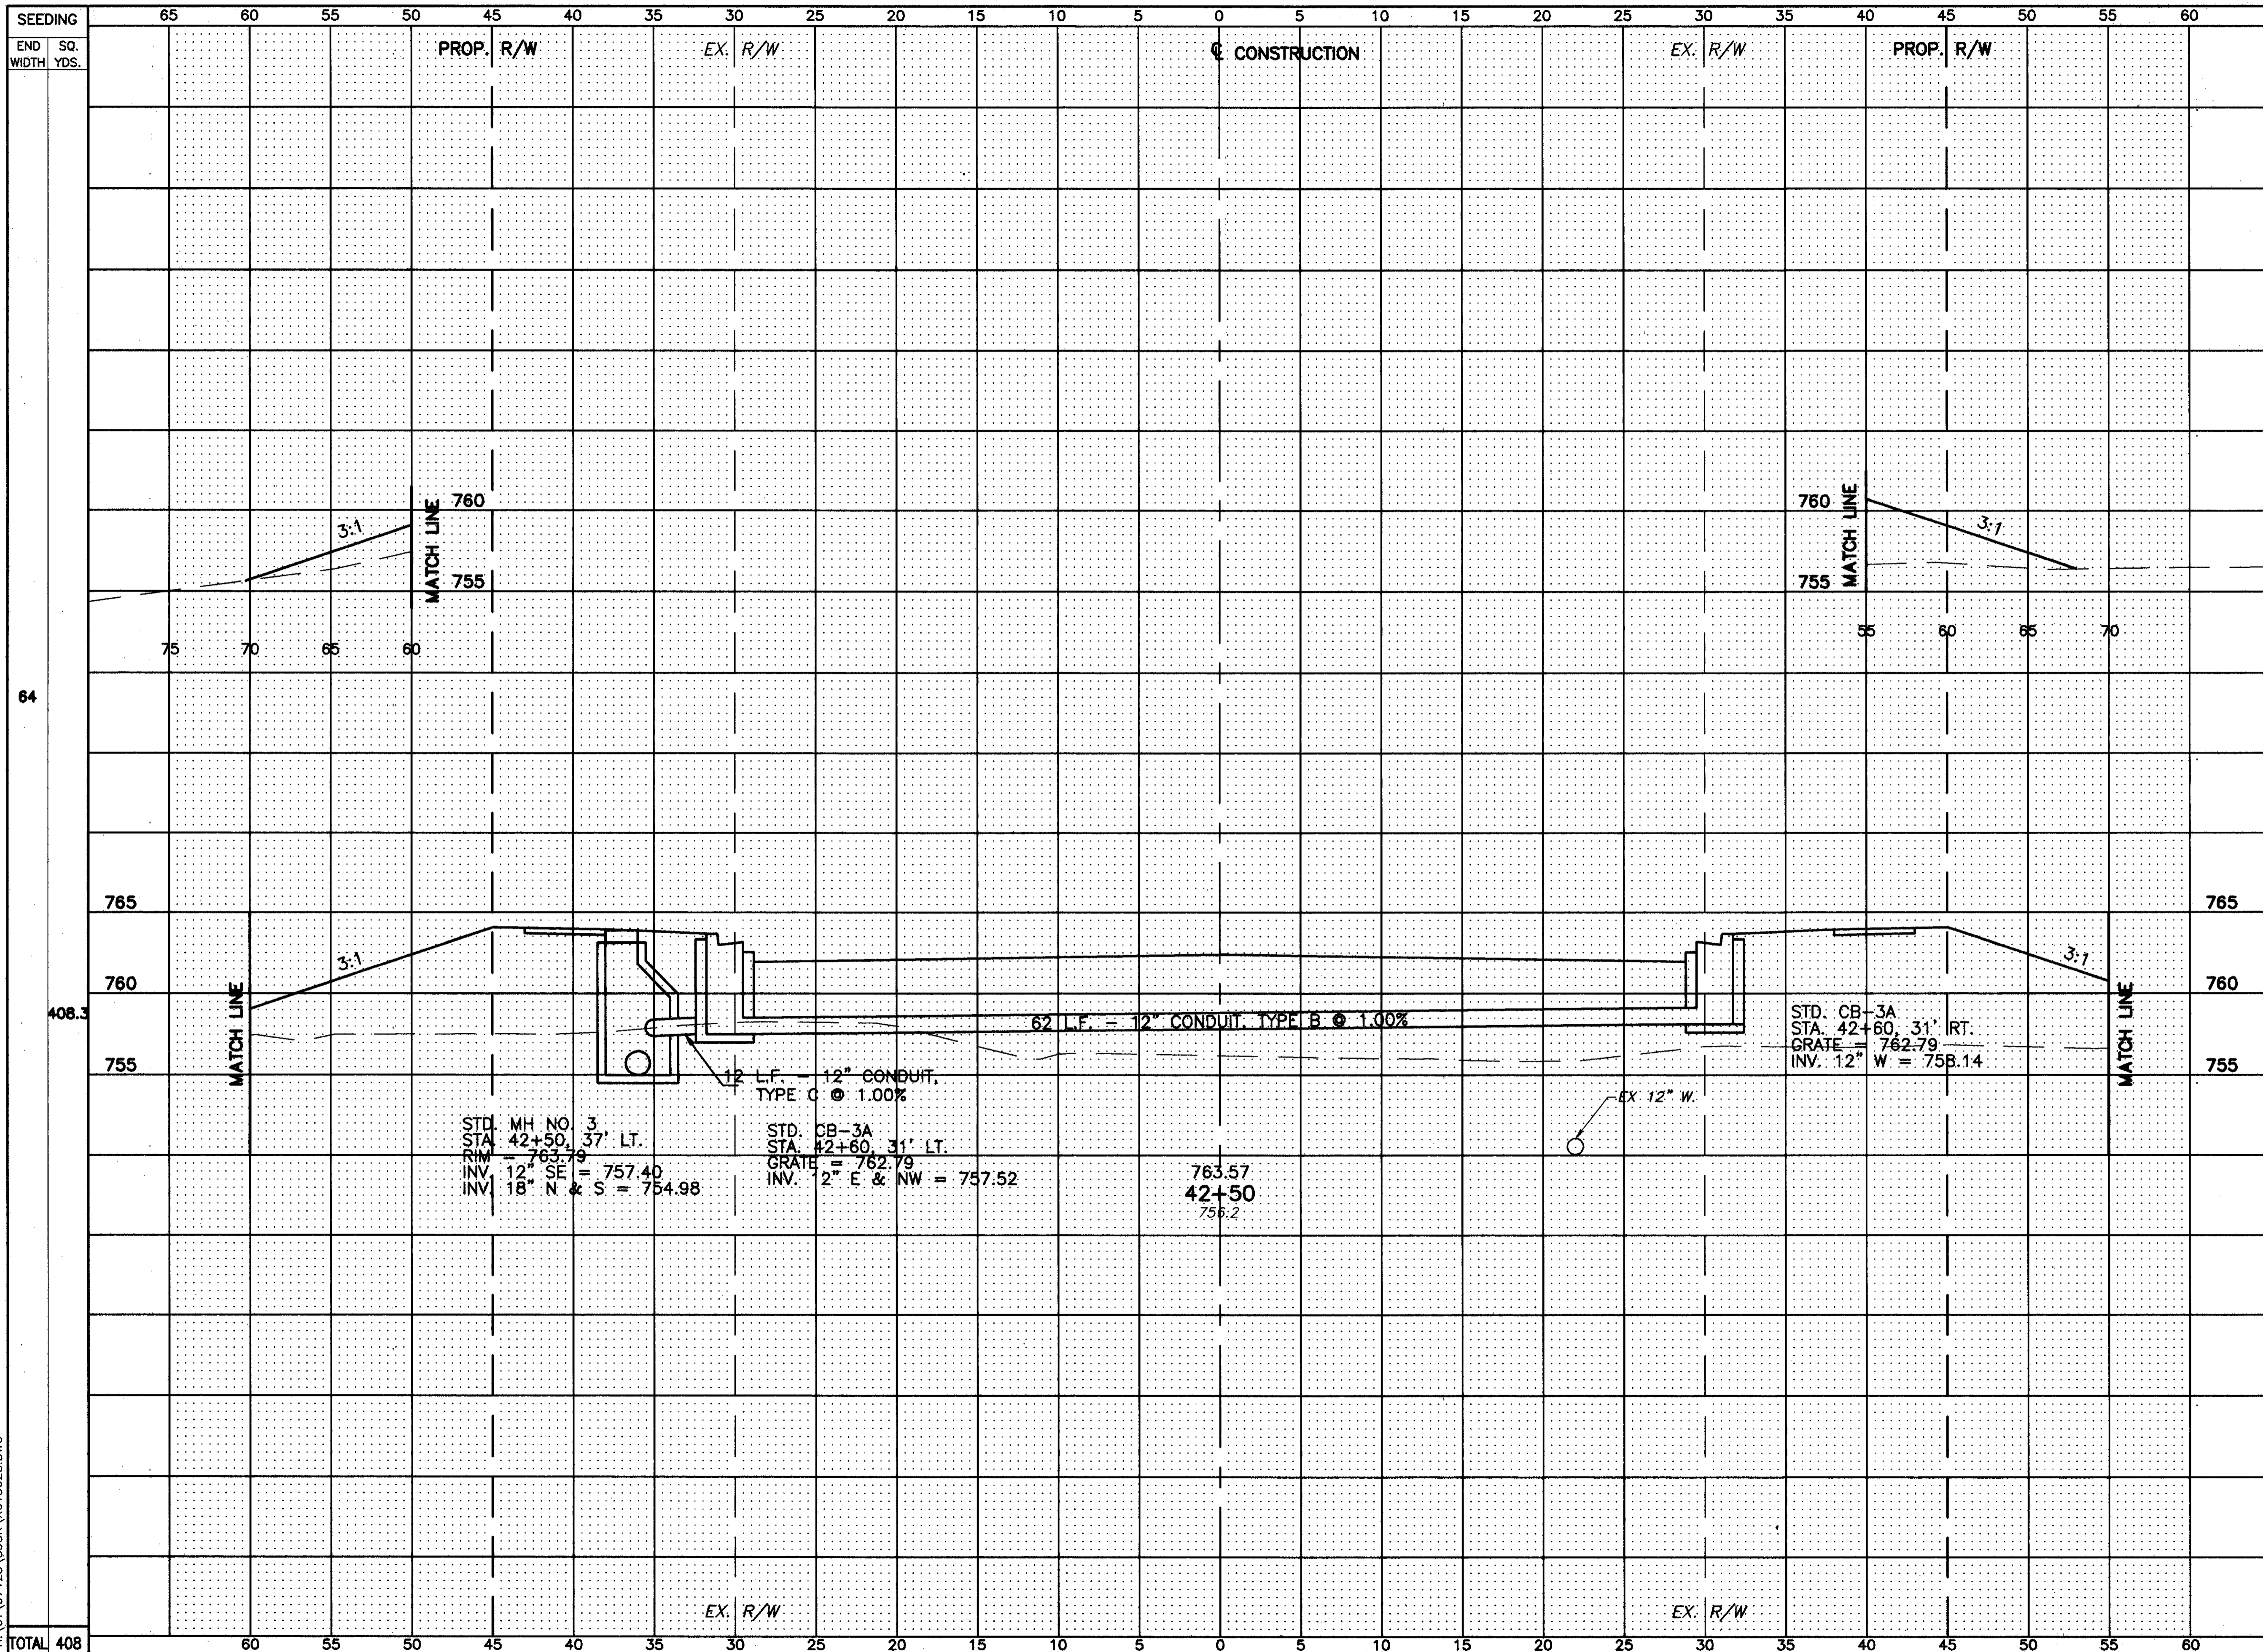 SEEDING
END WIDTH
SQ. YDS.
65 60 55 50 45 40 35 30 25 20 15 10 5 0 5 10 15 20 25 30 35 40 45 50 55 60
PROP. R/W
EX. R/W
℄ CONSTRUCTION
EX. R/W
PROP. R/W
760
3:1
MATCH LINE
755
75 70 65 60
760
MATCH LINE
3:1
755
55 60 65 70
64
765
765
3:1
3:1
760
760
408.3
MATCH LINE
62 L.F. – 12" CONDUIT, TYPE B @ 1.00%
STD. CB-3A
STA. 42+60, 31' RT.
GRATE = 762.79
INV. 12" W = 758.14
MATCH LINE
755
755
12 L.F. – 12" CONDUIT,
TYPE C @ 1.00%
EX 12" W.
STD. MH NO. 3
STA. 42+50, 37' LT.
RIM = 763.79
INV. 12" SE = 757.40
INV. 18" N & S = 754.98
STD. CB-3A
STA. 42+60, 31' LT.
GRATE = 762.79
INV. 12" E & NW = 757.52
763.57
42+50
756.2
EX. R/W
EX. R/W
TOTAL 408
60 55 50 45 40 35 30 25 20 15 10 5 0 5 10 15 20 25 30 35 40 45 50 55 60